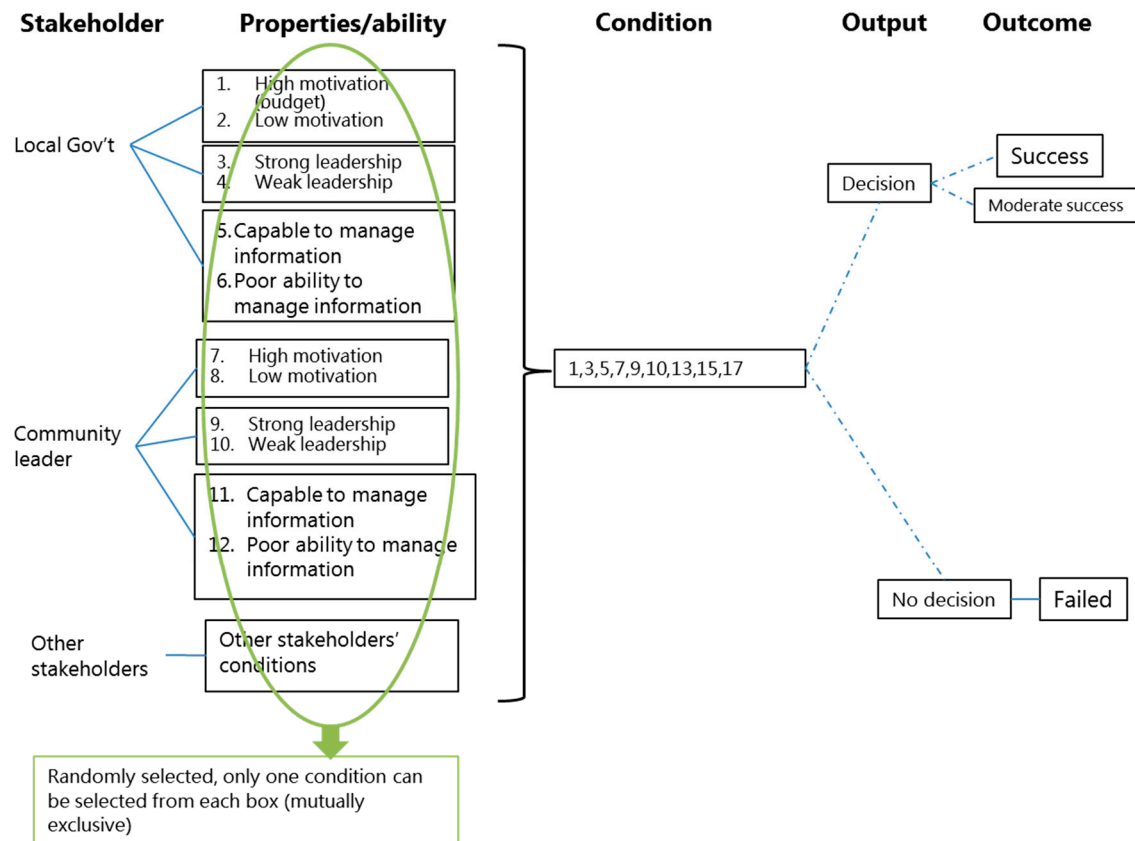 Stakeholder
Properties/ability
Condition
Output
Outcome
Local Gov't
1. High motivation
(budget)
2. Low motivation
3. Strong leadership
4. Weak leadership
5.Capable to manage
information
6.Poor ability to
manage information
Community
leader
7. High motivation
8. Low motivation
9. Strong leadership
10. Weak leadership
11. Capable to manage
information
12. Poor ability to manage
information
Other
stakeholders
Other stakeholders'
conditions
Randomly selected, only one condition can
be selected from each box (mutually
exclusive)
1,3,5,7,9,10,13,15,17
Decision
Success
Moderate success
No decision
Failed